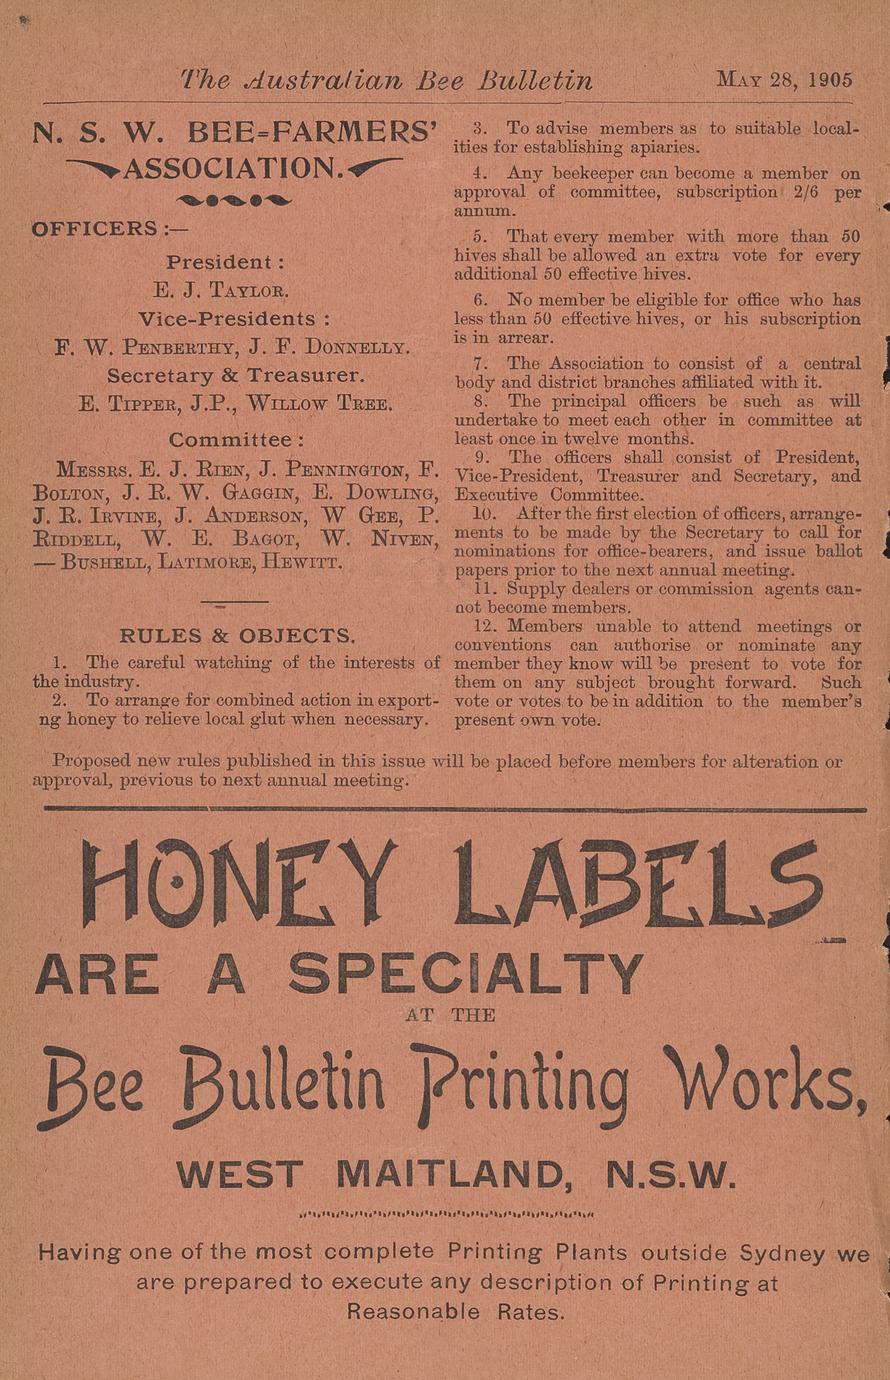 The Australian Bee Bulletin MAY 28, 1905
N. S. W. BEE=FARMERS'
ASSOCIATION.
OFFICERS :—
President :
E. J. TAYLOR.
Vice-Presidents :
F. W. PENBERTHY, J. F. DONNELLY.
Secretary & Treasurer.
E. TIPPER, J.P., WILLOW TREE.
Committee :
MESSRS. E. J. RIEN, J. PENNINGTON, F.
BOLTON, J. R. W. GAGGIN, E. DOWLING,
J. R. IRVINE, J. ANDERSON, W GEE, P.
RIDDELL, W. E. BAGOT, W. NIVEN,
— BUSHELL, LATIMORE, HEWITT.
RULES & OBJECTS.
1. The careful watching of the interests of
the industry.
2. To arrange for combined action in export-
ng honey to relieve local glut when necessary.
3. To advise members as to suitable local-
ities for establishing apiaries.
4. Any beekeeper can become a member on
approval of committee, subscription 2/6 per
annum.
5. That every member with more than 50
hives shall be allowed an extra vote for every
additional 50 effective hives.
6. No member be eligible for office who has
less than 50 effective hives, or his subscription
is in arrear.
7. The Association to consist of a central
body and district branches affiliated with it.
8. The principal officers be such as will
undertake to meet each other in committee at
least once in twelve months.
9. The officers shall consist of President,
Vice-President, Treasurer and Secretary, and
Executive Committee.
10. After the first election of officers, arrange-
ments to be made by the Secretary to call for
nominations for office-bearers, and issue ballot
papers prior to the next annual meeting.
11. Supply dealers or commission agents can-
not become members.
12. Members unable to attend meetings or
conventions can authorise or nominate any
member they know will be present to vote for
them on any subject brought forward. Such
vote or votes to be in addition to the member's
present own vote.
Proposed new rules published in this issue will be placed before members for alteration or
approval, previous to next annual meeting.
HONEY LABELS
ARE A SPECIALTY
AT THE
Bee Bulletin Printing Works,
WEST MAITLAND, N.S.W.
Having one of the most complete Printing Plants outside Sydney we
are prepared to execute any description of Printing at
Reasonable Rates.